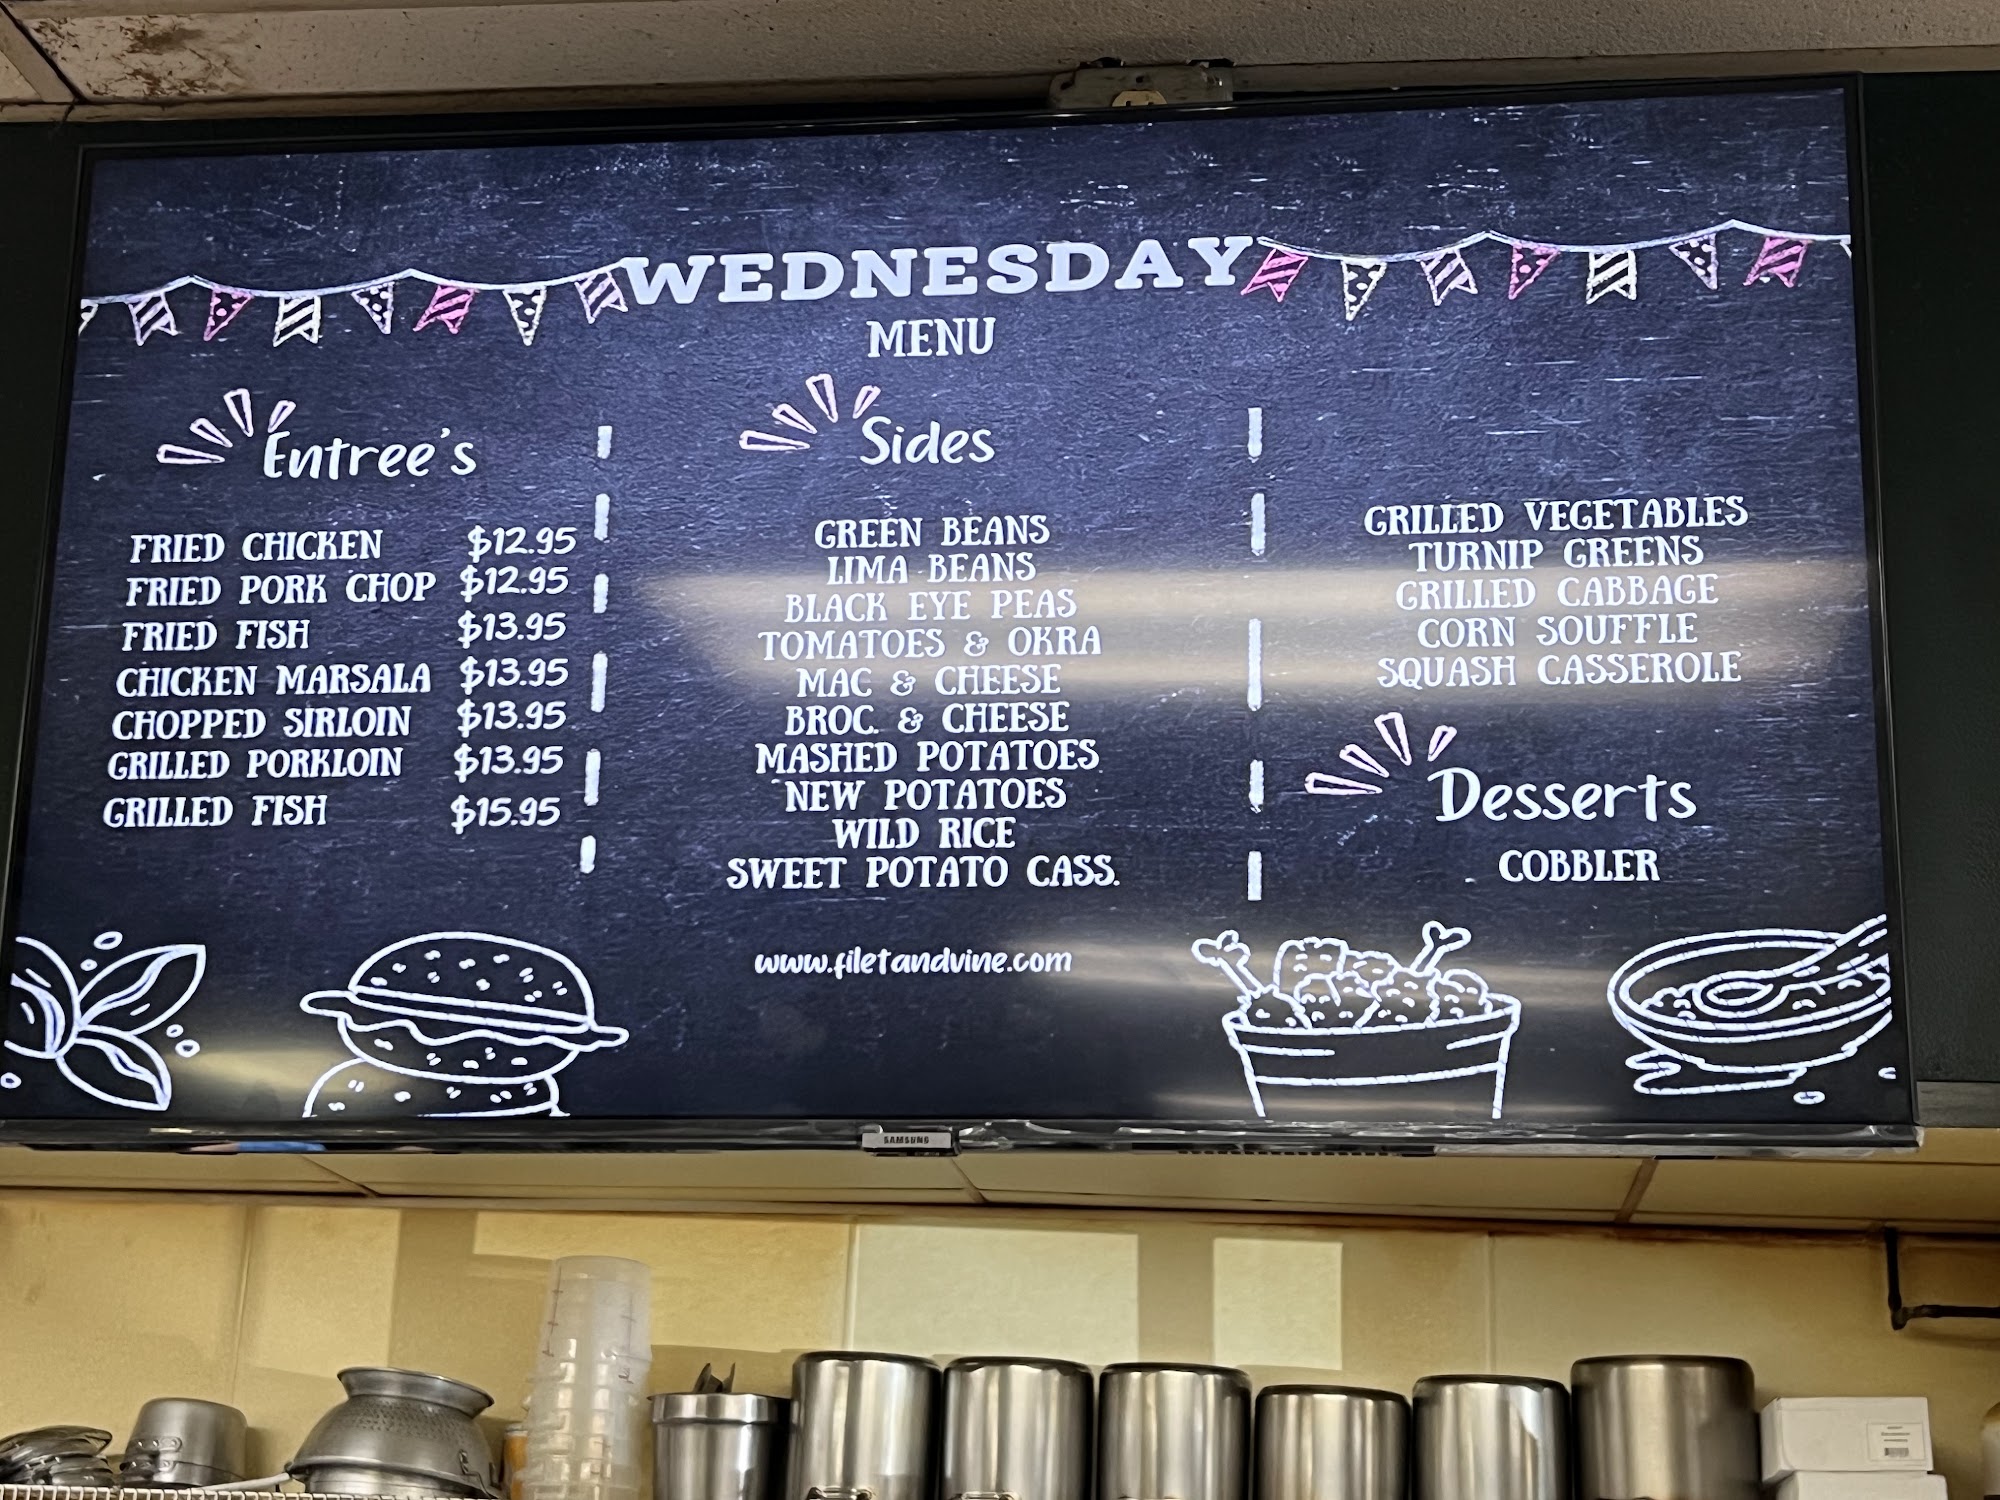 WEDNESDAY
MENU
Entree's
FRIED CHICKEN $12.95
FRIED PORK CHOP $12.95
FRIED FISH $13.95
CHICKEN MARSALA $13.95
CHOPPED SIRLOIN $13.95
GRILLED PORKLOIN $13.95
GRILLED FISH $15.95
Sides
GREEN BEANS
LIMA BEANS
BLACK EYE PEAS
TOMATOES & OKRA
MAC & CHEESE
BROC. & CHEESE
MASHED POTATOES
NEW POTATOES
WILD RICE
SWEET POTATO CASS.
GRILLED VEGETABLES
TURNIP GREENS
GRILLED CABBAGE
CORN SOUFFLE
SQUASH CASSEROLE
Desserts
COBBLER
www.filetandvine.com
SAMSUNG